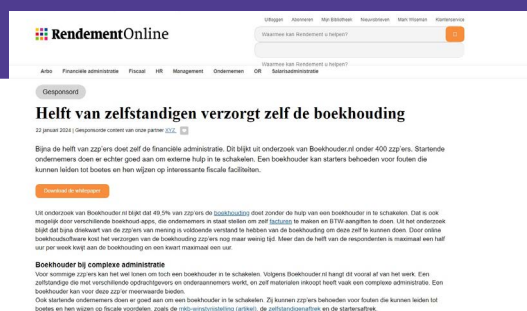 Uitloggen Abonneren Mijn Bibliotheek Nieuwsbrieven Marc Wiseman Klantenservice
RendementOnline
Waarmee kan Rendement u helpen?
Waarmee kan Rendement u helpen?
Arbo Financiële administratie Fiscaal HR Management Ondernemen OR Salarisadministratie
Gesponsord
Helft van zelfstandigen verzorgt zelf de boekhouding
22 januari 2024 | Gesponsorde content van onze partner XYZ
Bijna de helft van zzp'ers doet zelf de financiële administratie. Dit blijkt uit onderzoek van Boekhouder.nl onder 400 zzp'ers. Startende
ondernemers doen er echter goed aan om externe hulp in te schakelen. Een boekhouder kan starters behoeden voor fouten die
kunnen leiden tot boetes en hen wijzen op interessante fiscale faciliteiten.
Download de whitepaper
Uit onderzoek van Boekhouder.nl blijkt dat 49,5% van zzp'ers de boekhouding doet zonder de hulp van een boekhouder in te schakelen. Dat is ook
mogelijk door verschillende boekhoud-apps, die ondernemers in staat stellen om zelf facturen te maken en BTW-aangiften te doen. Uit het onderzoek
blijkt dat bijna driekwart van de zzp'ers van mening is voldoende verstand te hebben van de boekhouding om deze zelf te kunnen doen. Door online
boekhoudsoftware kost het verzorgen van de boekhouding zzp'ers nog maar weinig tijd. Meer dan de helft van de respondenten is maximaal een half
uur per week kwijt aan de boekhouding en een kwart maximaal een uur.
Boekhouder bij complexe administratie
Voor sommige zzp'ers kan het wel lonen om toch een boekhouder in te schakelen. Volgens Boekhouder.nl hangt dit vooraf af van het werk. Een
zelfstandige die met verschillende opdrachtgevers en onderaannemers werkt, en zelf materialen inkoopt heeft vaak een complexe administratie. Een
boekhouder kan voor deze zzp'er meerwaarde bieden.
Ook startende ondernemers doen er goed aan om een boekhouder in te schakelen. Zij kunnen zzp'ers behoeden voor fouten die kunnen leiden tot
boetes en hen wijzen op fiscale voordelen, zoals de mkb-winstvrijstelling (artikel), de zelfstandigenaftrek en de startersaftrek.